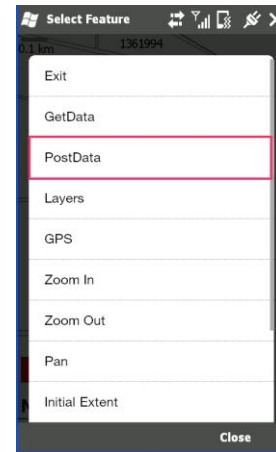 Select Feature
0.1 km 1361994
Exit
GetData
PostData
Layers
GPS
Zoom In
Zoom Out
Pan
Initial Extent
Close